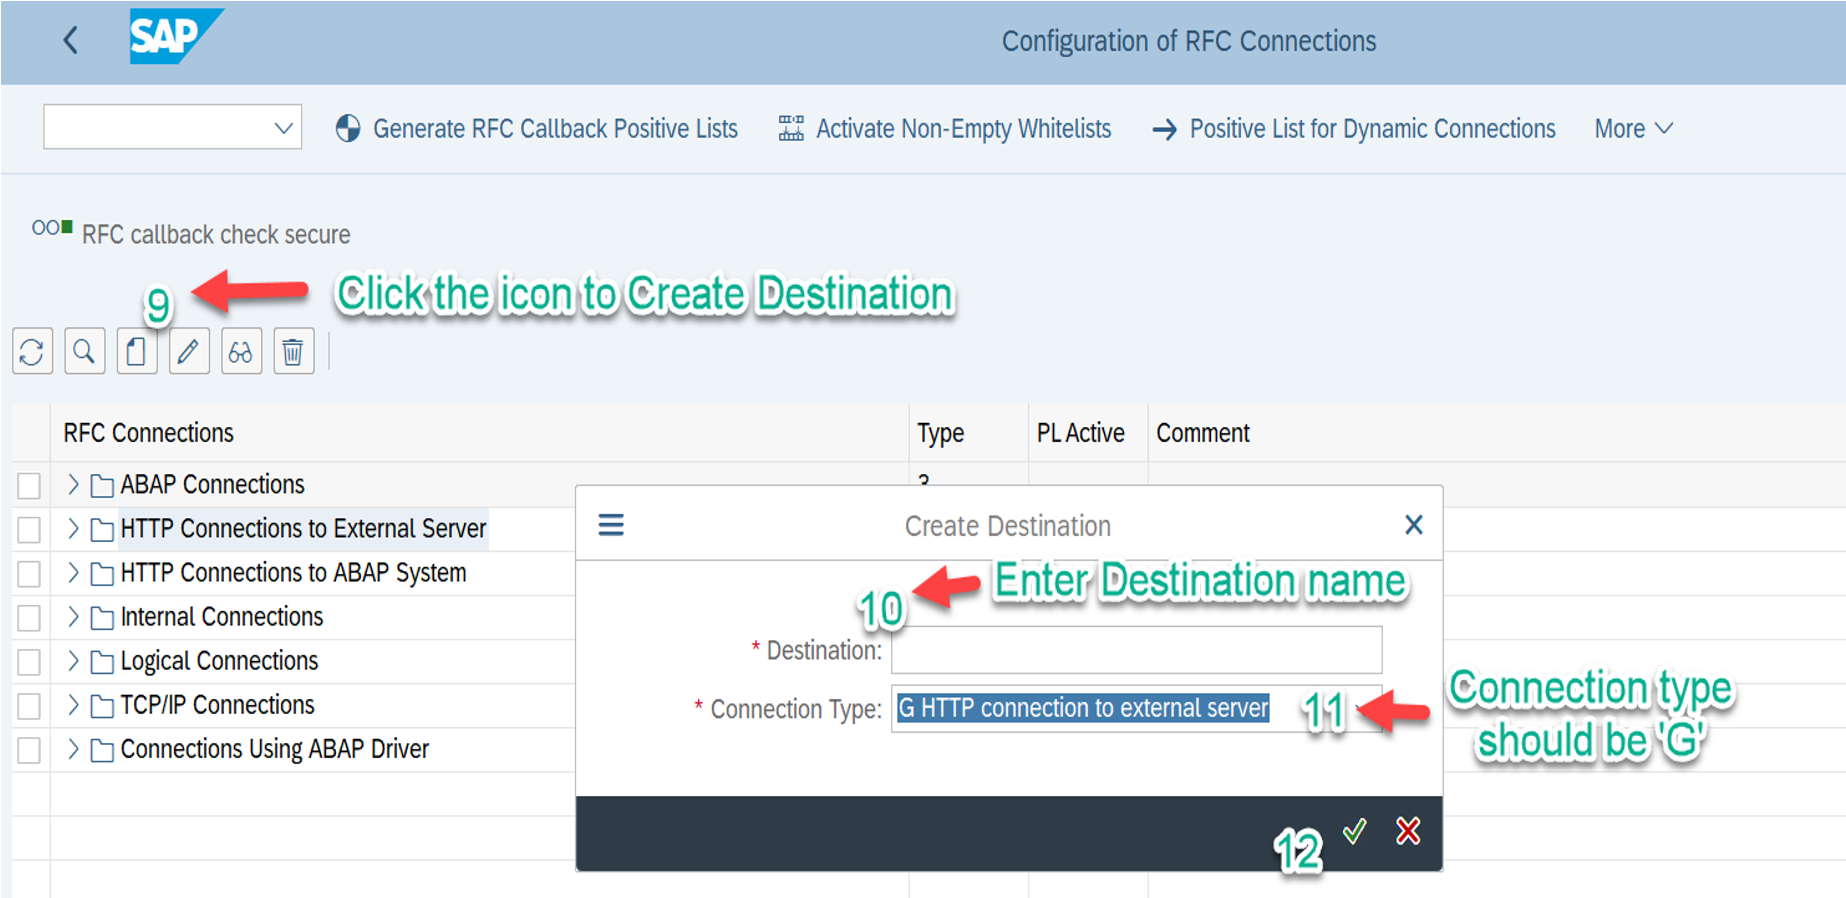 SAP
Configuration of RFC Connections
Generate RFC Callback Positive Lists
Activate Non-Empty Whitelists
Positive List for Dynamic Connections
More
RFC callback check secure
9
Click the icon to Create Destination
RFC Connections Type PL Active Comment
ABAP Connections 3
HTTP Connections to External Server
HTTP Connections to ABAP System
Internal Connections
Logical Connections
TCP/IP Connections
Connections Using ABAP Driver
Create Destination
10 Enter Destination name
* Destination:
* Connection Type: G HTTP connection to external server 11
Connection type
should be 'G'
12